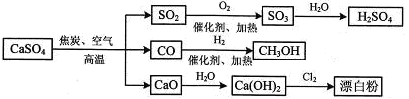 SO2 O2 催化剂、加热 SO3 H2O H2SO4
CaSO4 焦炭、空气 高温 CO H2 催化剂、加热 CH3OH
CaO H2O Ca(OH)2 Cl2 漂白粉